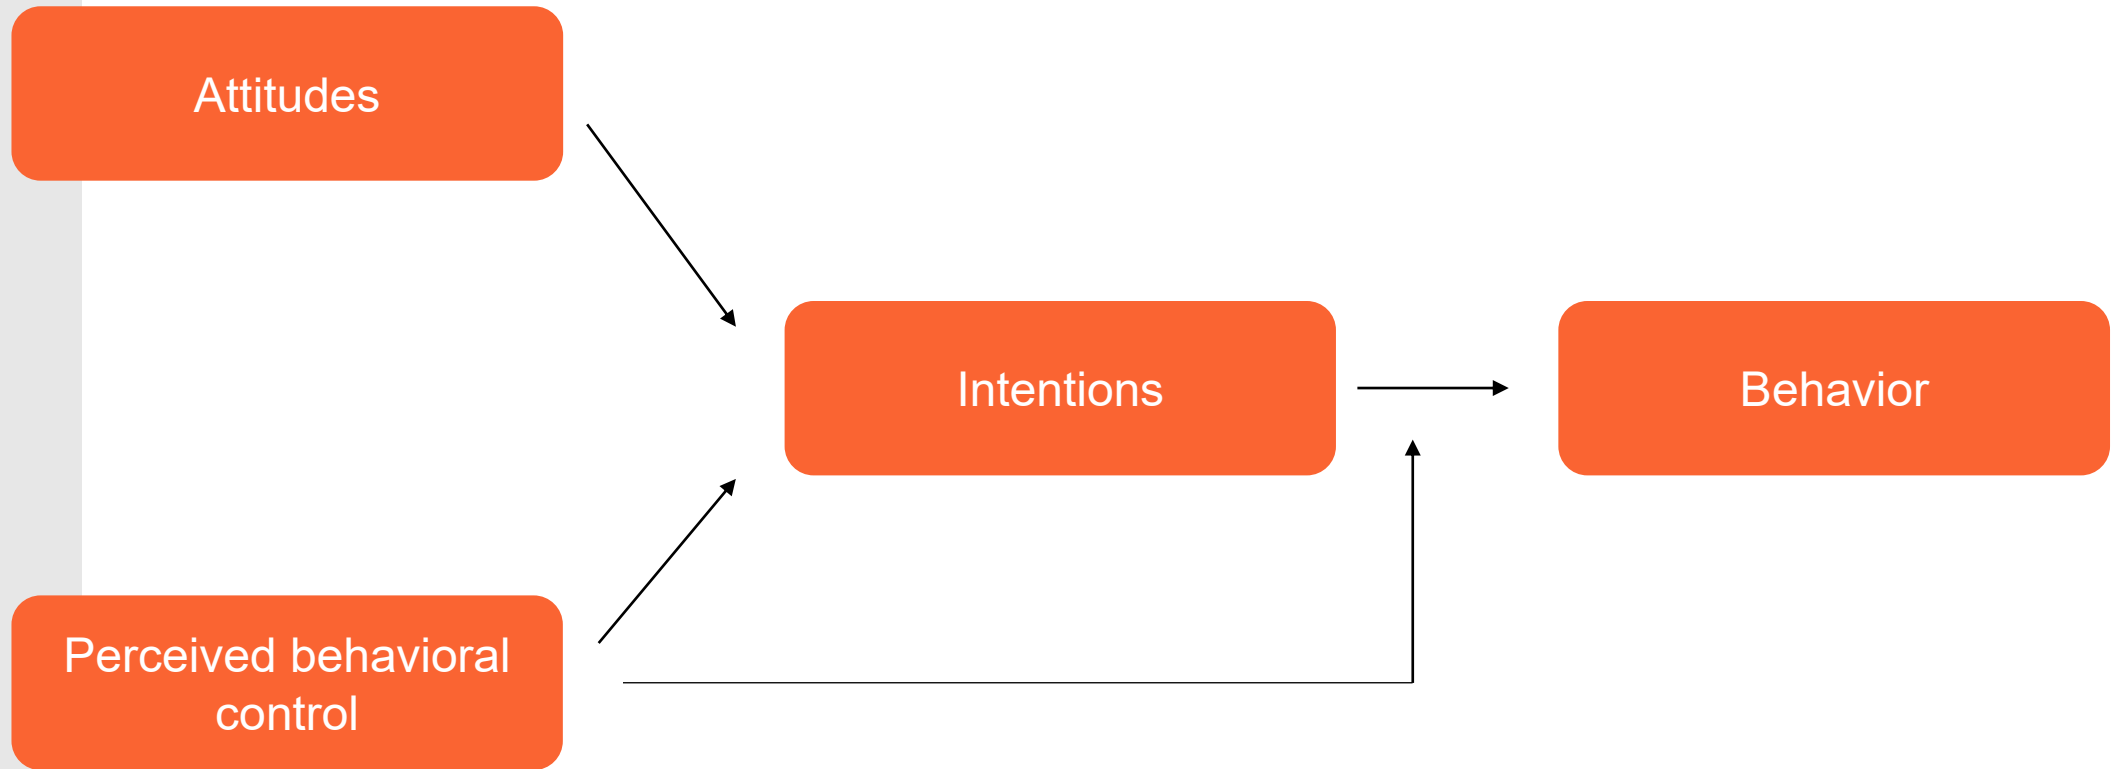 Attitudes
Intentions
Behavior
Perceived behavioral
control